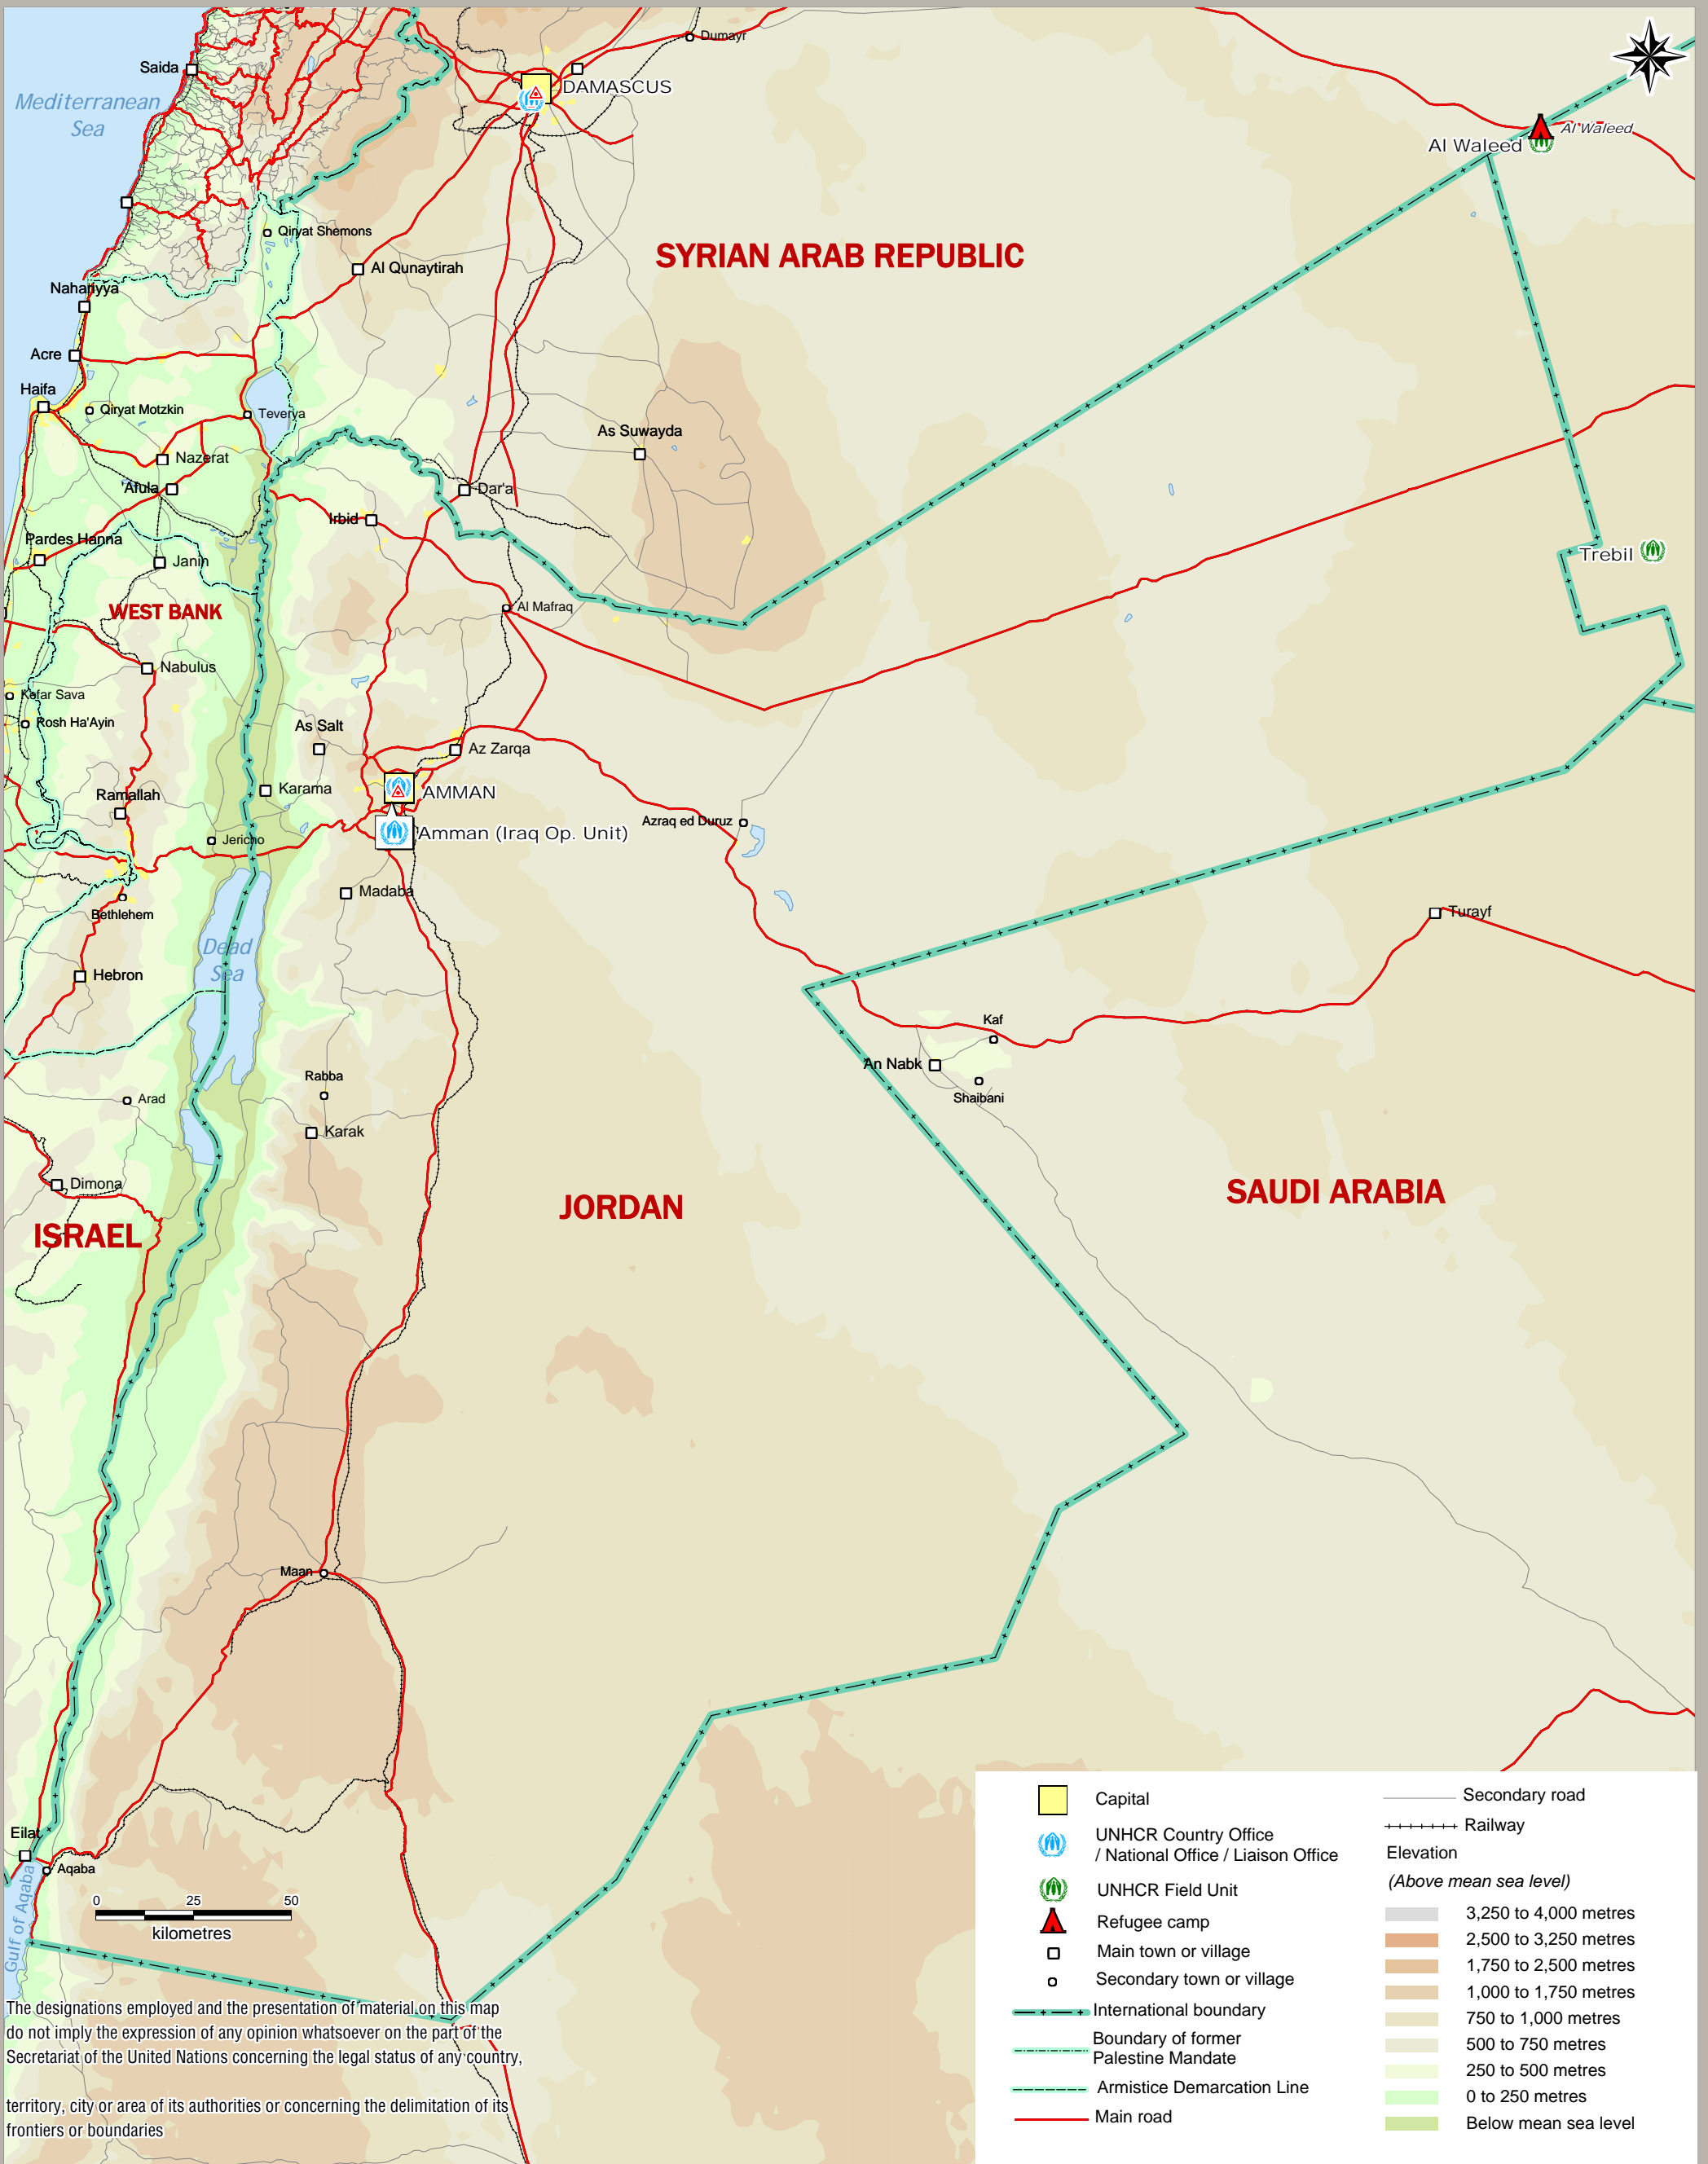 Dumayr
Saida
DAMASCUS
Mediterranean
Sea
Al Waleed
Al Waleed
Qiryat Shemons
SYRIAN ARAB REPUBLIC
Al Qunaytirah
Nahariyya
Acre
Haifa
Qiryat Motzkin
Teverya
As Suwayda
Nazerat
'Afula
Dar'a
Irbid
Pardes Hanna
Janin
Trebil
WEST BANK
Al Mafraq
Nabulus
Kefar Sava
Rosh Ha'Ayin
As Salt
Az Zarqa
Karama
AMMAN
Ramallah
Azraq ed Duruz
Amman (Iraq Op. Unit)
Jericho
Madaba
Bethlehem
Turayf
Dead
Sea
Hebron
Kaf
An Nabk
Rabba
Shaibani
Arad
Karak
Dimona
SAUDI ARABIA
JORDAN
ISRAEL
Maan
Eilat
Aqaba
Gulf of Aqaba
0 25 50
kilometres
The designations employed and the presentation of material on this map
do not imply the expression of any opinion whatsoever on the part of the
Secretariat of the United Nations concerning the legal status of any country,
territory, city or area of its authorities or concerning the delimitation of its
frontiers or boundaries
Capital
UNHCR Country Office
/ National Office / Liaison Office
UNHCR Field Unit
Refugee camp
Main town or village
Secondary town or village
International boundary
Boundary of former
Palestine Mandate
Armistice Demarcation Line
Main road
Secondary road
Railway
Elevation
(Above mean sea level)
3,250 to 4,000 metres
2,500 to 3,250 metres
1,750 to 2,500 metres
1,000 to 1,750 metres
750 to 1,000 metres
500 to 750 metres
250 to 500 metres
0 to 250 metres
Below mean sea level